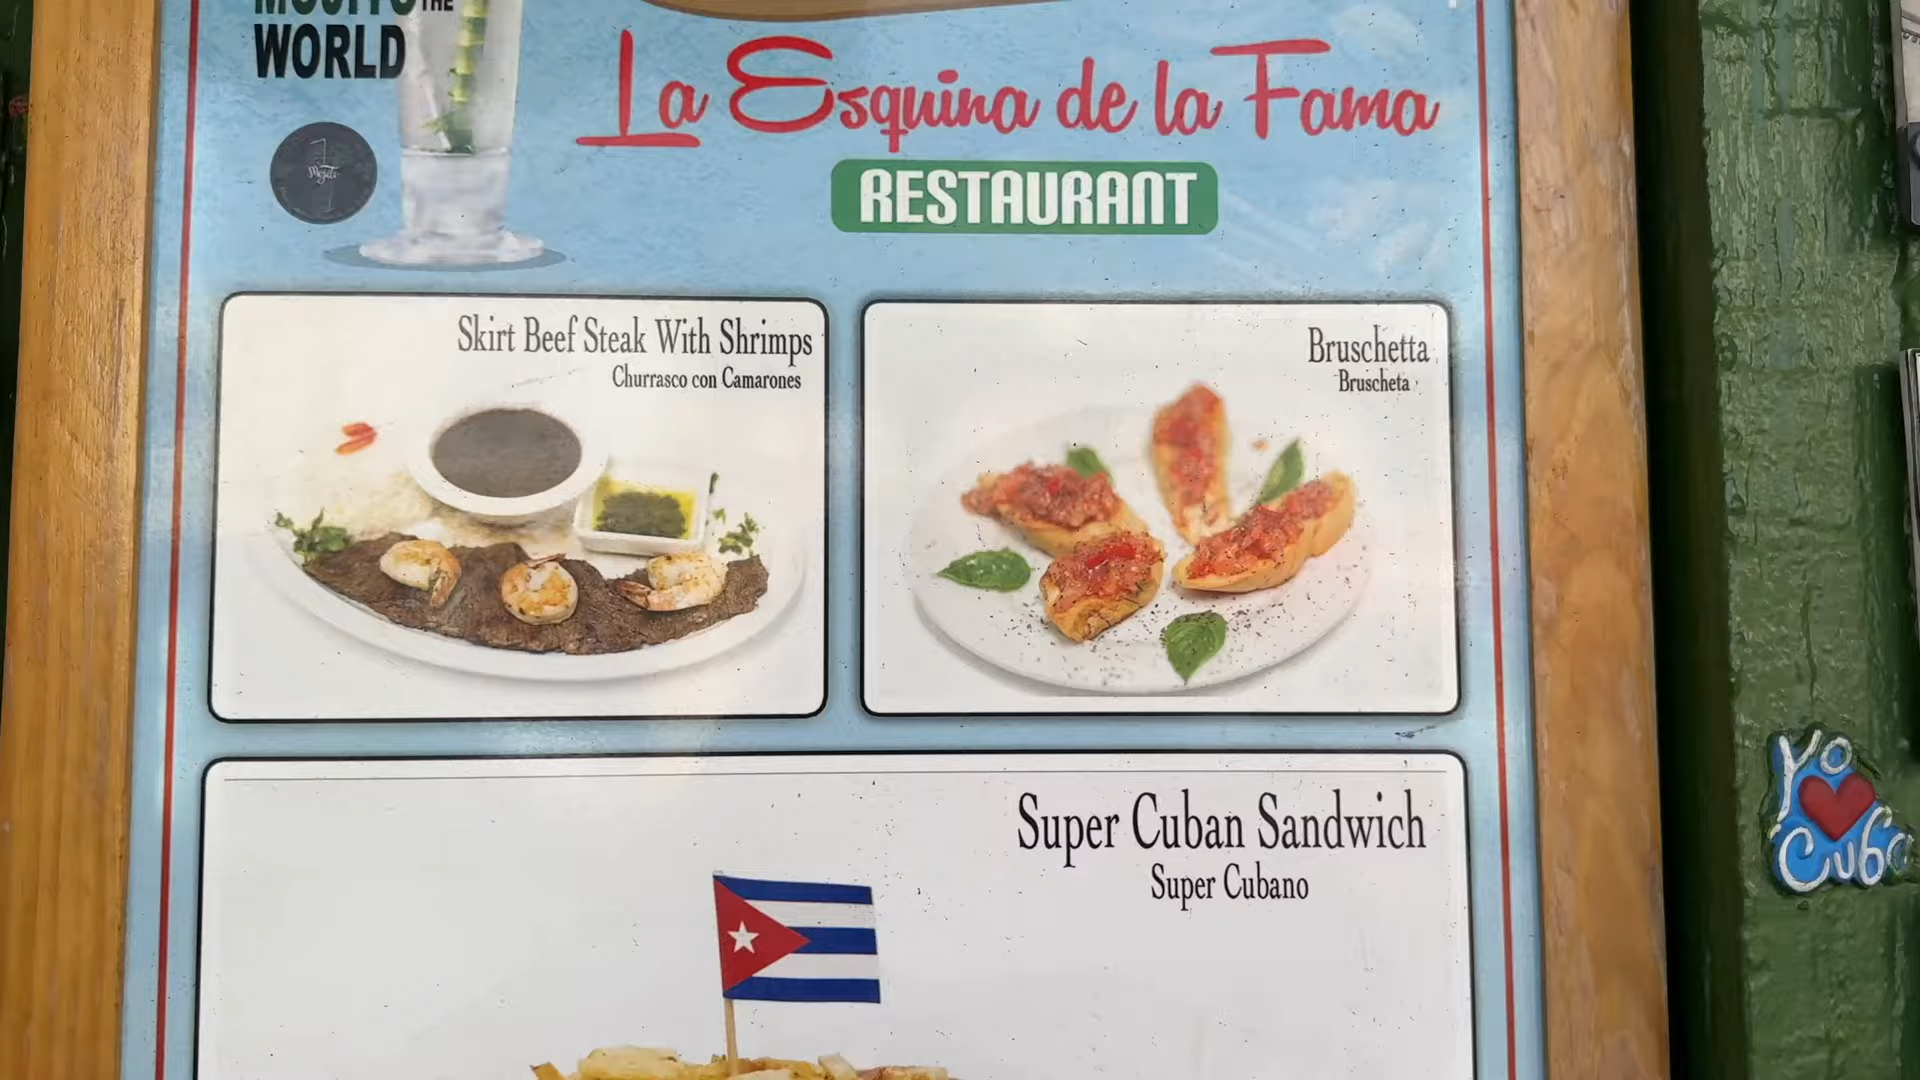 MOJITO THE
WORLD
La Esquina de la Fama
RESTAURANT
Mojito
Skirt Beef Steak With Shrimps
Churrasco con Camarones
Bruschetta
Bruscheta
Super Cuban Sandwich
Super Cubano
Yo
Cuba